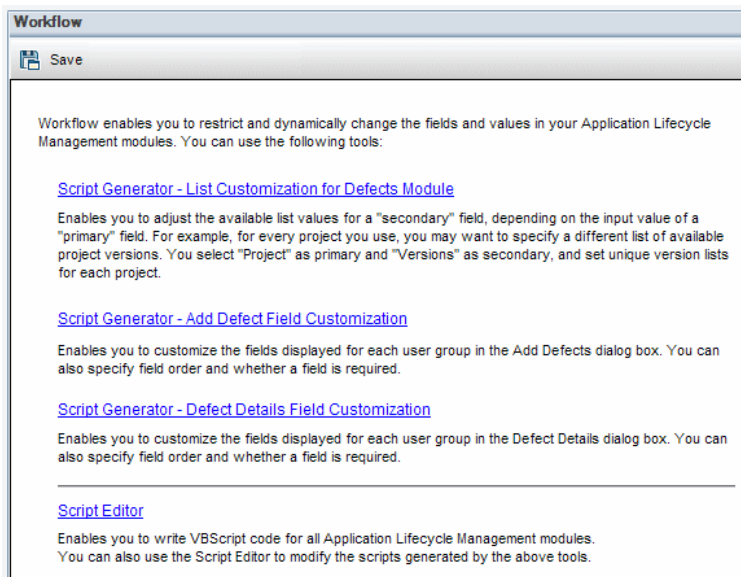 Workflow
Save
Workflow enables you to restrict and dynamically change the fields and values in your Application Lifecycle
Management modules. You can use the following tools:
Script Generator - List Customization for Defects Module
Enables you to adjust the available list values for a "secondary" field, depending on the input value of a
"primary" field. For example, for every project you use, you may want to specify a different list of available
project versions. You select "Project" as primary and "Versions" as secondary, and set unique version lists
for each project.
Script Generator - Add Defect Field Customization
Enables you to customize the fields displayed for each user group in the Add Defects dialog box. You can
also specify field order and whether a field is required.
Script Generator - Defect Details Field Customization
Enables you to customize the fields displayed for each user group in the Defect Details dialog box. You can
also specify field order and whether a field is required.
Script Editor
Enables you to write VBScript code for all Application Lifecycle Management modules.
You can also use the Script Editor to modify the scripts generated by the above tools.